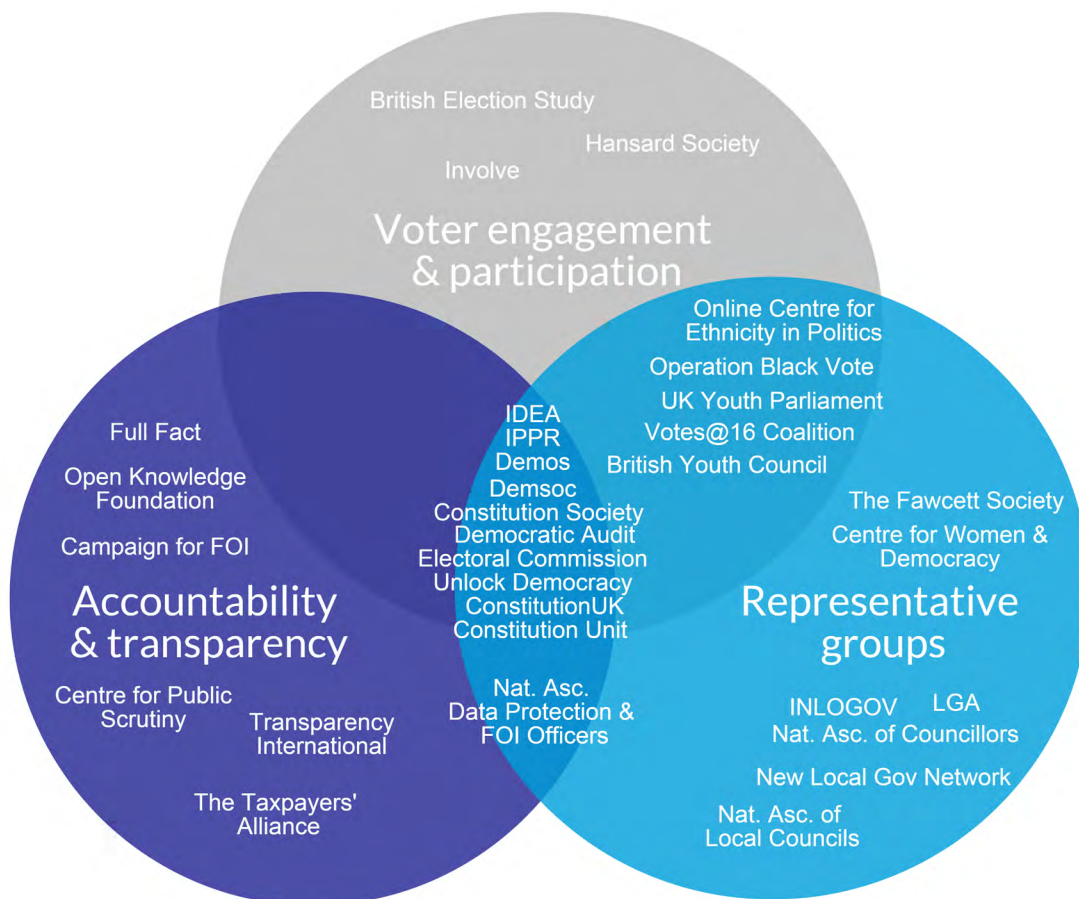 British Election Study
Hansard Society
Involve
Voter engagement
& participation
Online Centre for
Ethnicity in Politics
Operation Black Vote
UK Youth Parliament
Votes@16 Coalition
British Youth Council
IDEA
IPPR
Demos
Demsoc
Constitution Society
Democratic Audit
Electoral Commission
Unlock Democracy
ConstitutionUK
Constitution Unit
Nat. Asc.
Data Protection &
FOI Officers
Full Fact
Open Knowledge
Foundation
Campaign for FOI
Accountability
& transparency
Centre for Public
Scrutiny
Transparency
International
The Taxpayers'
Alliance
The Fawcett Society
Centre for Women &
Democracy
Representative
groups
INLOGOV
LGA
Nat. Asc. of Councillors
New Local Gov Network
Nat. Asc. of
Local Councils